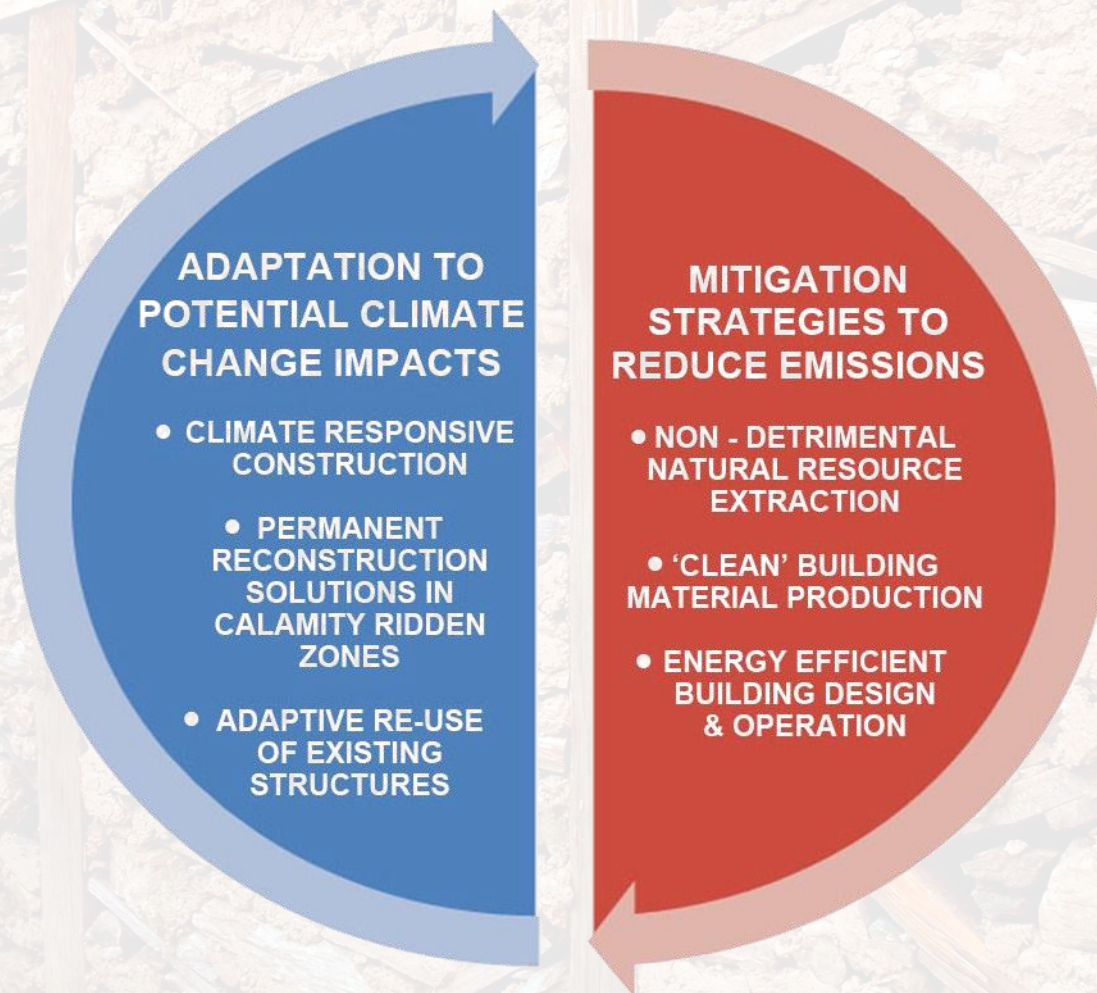 ADAPTATION TO
POTENTIAL CLIMATE
CHANGE IMPACTS
• CLIMATE RESPONSIVE
CONSTRUCTION
• PERMANENT
RECONSTRUCTION
SOLUTIONS IN
CALAMITY RIDDEN
ZONES
• ADAPTIVE RE-USE
OF EXISTING
STRUCTURES
MITIGATION
STRATEGIES TO
REDUCE EMISSIONS
• NON - DETRIMENTAL
NATURAL RESOURCE
EXTRACTION
• ‘CLEAN’ BUILDING
MATERIAL PRODUCTION
• ENERGY EFFICIENT
BUILDING DESIGN
& OPERATION